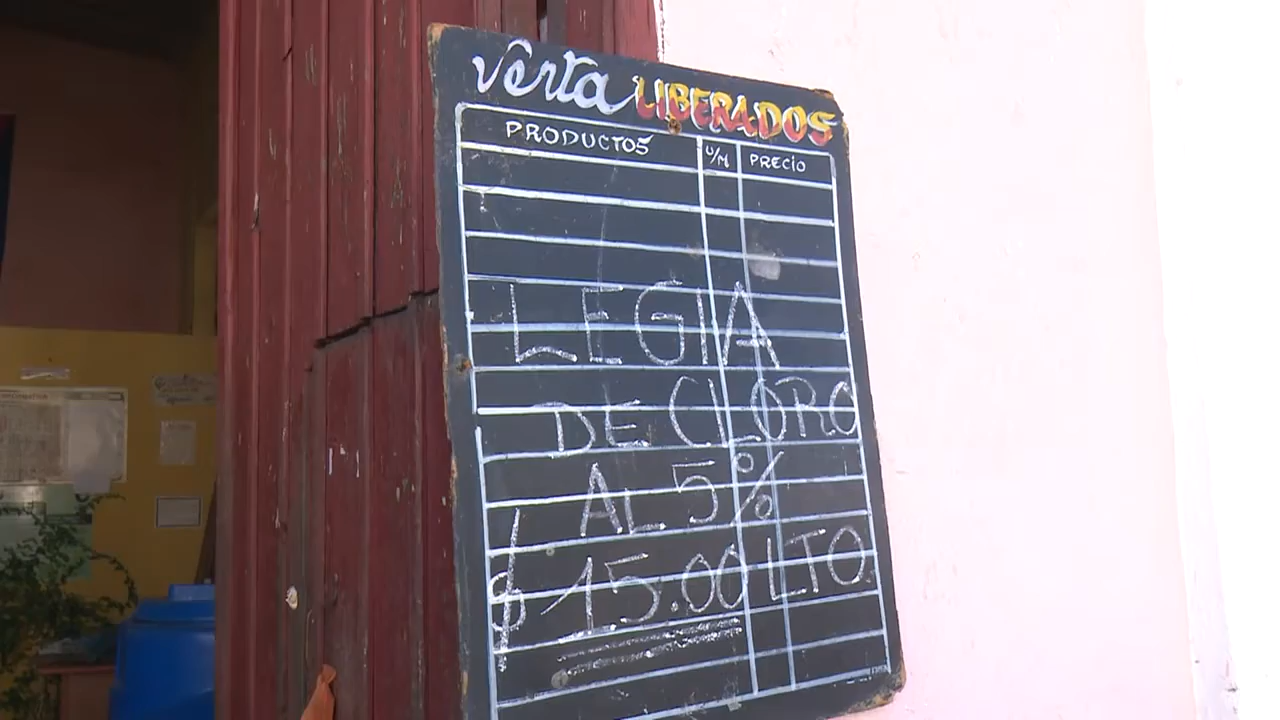 Venta LIBERADOS
PRODUCTOS U/M PRECIO
LEGIA
DE CLORO
AL 5%
$15.00 LTO